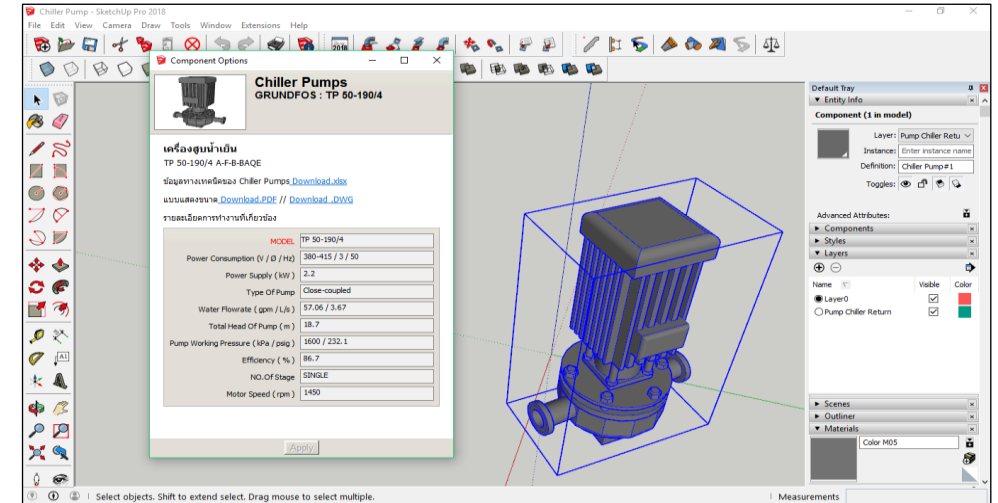 Chiller Pump - SketchUp Pro 2018
File Edit View Camera Draw Tools Window Extensions Help
2018
Component Options
Chiller Pumps
GRUNDFOS : TP 50-190/4
เครื่องสูบน้ำเย็น
TP 50-190/4 A-F-B-BAQE
ข้อมูลทางเทคนิคของ Chiller Pumps Download.xlsx
แบบแสดงขนาด Download.PDF // Download .DWG
รายละเอียดการทำงานที่เกี่ยวข้อง
MODEL TP 50-190/4
Power Consumption (V / Ø / Hz) 380-415 / 3 / 50
Power Supply ( kW ) 2.2
Type Of Pump Close-coupled
Water Flowrate ( gpm / L/s ) 57.06 / 3.67
Total Head Of Pump ( m ) 18.7
Pump Working Pressure ( kPa / psig ) 1600 / 232.1
Efficiency ( % ) 86.7
NO.Of Stage SINGLE
Motor Speed ( rpm ) 1450
Apply
Default Tray
Entity Info
Component (1 in model)
Layer: Pump Chiller Retu
Instance: Enter instance name
Definition: Chiller Pump#1
Toggles:
Advanced Attributes:
Components
Styles
Layers
Name Visible Color
Layer0
Pump Chiller Return
Scenes
Outliner
Materials
Color M05
A1
Select objects. Shift to extend select. Drag mouse to select multiple.
Measurements